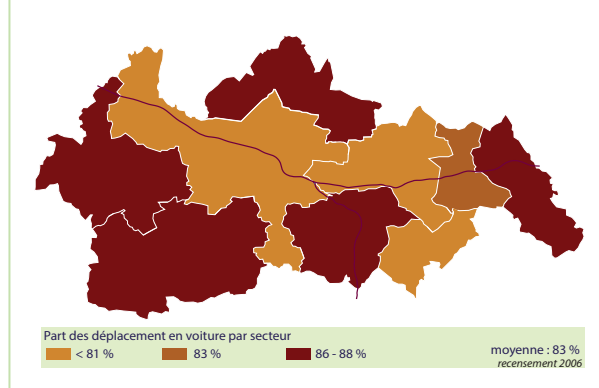 Part des déplacement en voiture par secteur
< 81 % 83 % 86 - 88 % moyenne : 83 %
recensement 2006